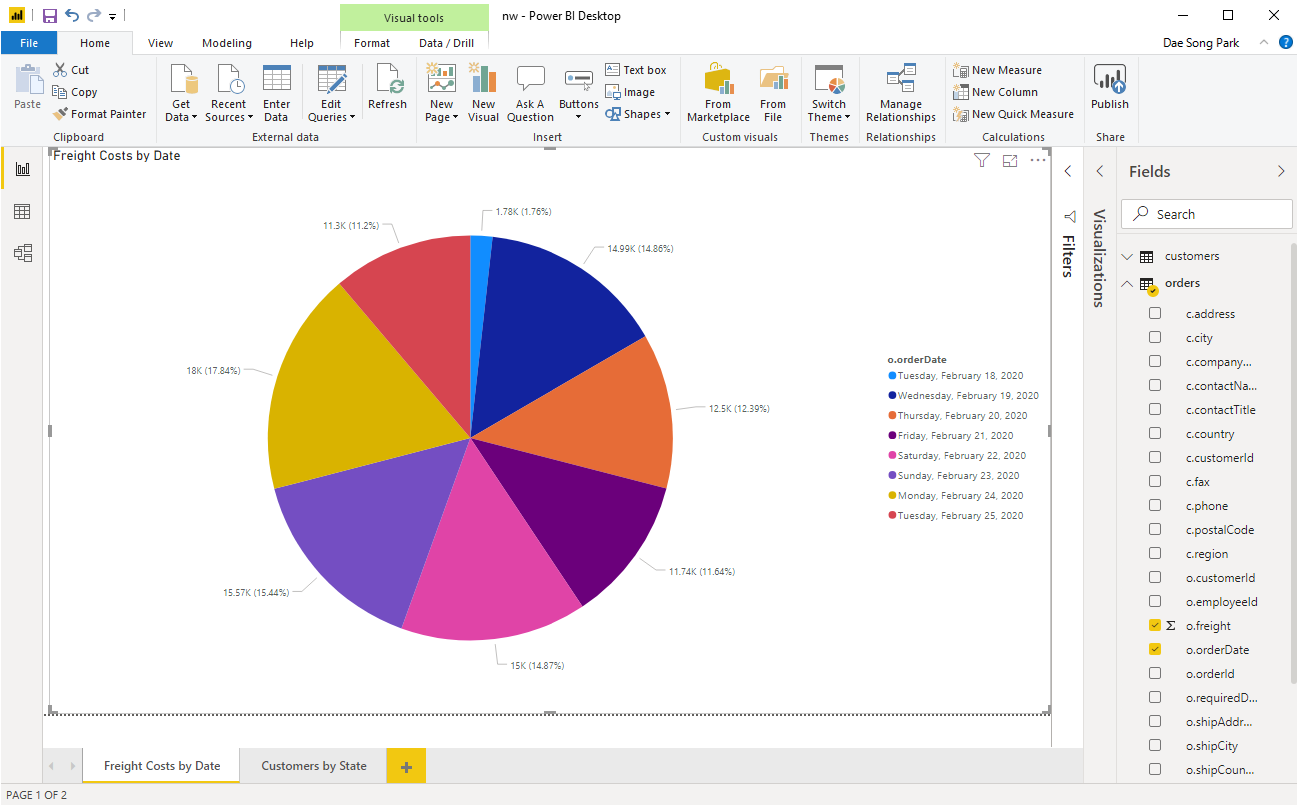 nw - Power BI Desktop
Visual tools
File Home View Modeling Help Format Data / Drill
Dae Song Park ?
Paste
Cut
Copy
Format Painter
Clipboard
Get Data
Recent Sources
Enter Data
Edit Queries
Refresh
External data
New Page
New Visual
Ask A Question
Buttons
Text box
Image
Shapes
Insert
From Marketplace
From File
Custom visuals
Switch Theme
Themes
Manage Relationships
Relationships
New Measure
New Column
New Quick Measure
Calculations
Publish
Share
Freight Costs by Date
1.78K (1.76%)
14.99K (14.86%)
12.5K (12.39%)
11.74K (11.64%)
15K (14.87%)
15.57K (15.44%)
18K (17.84%)
11.3K (11.2%)
o.orderDate
Tuesday, February 18, 2020
Wednesday, February 19, 2020
Thursday, February 20, 2020
Friday, February 21, 2020
Saturday, February 22, 2020
Sunday, February 23, 2020
Monday, February 24, 2020
Tuesday, February 25, 2020
Filters
Visualizations
Fields
Search
customers
orders
c.address
c.city
c.company...
c.contactNa...
c.contactTitle
c.country
c.customerId
c.fax
c.phone
c.postalCode
c.region
o.customerId
o.employeeId
Σ o.freight
o.orderDate
o.orderId
o.requiredD...
o.shipAddr...
o.shipCity
o.shipCoun...
Freight Costs by Date
Customers by State
+
PAGE 1 OF 2